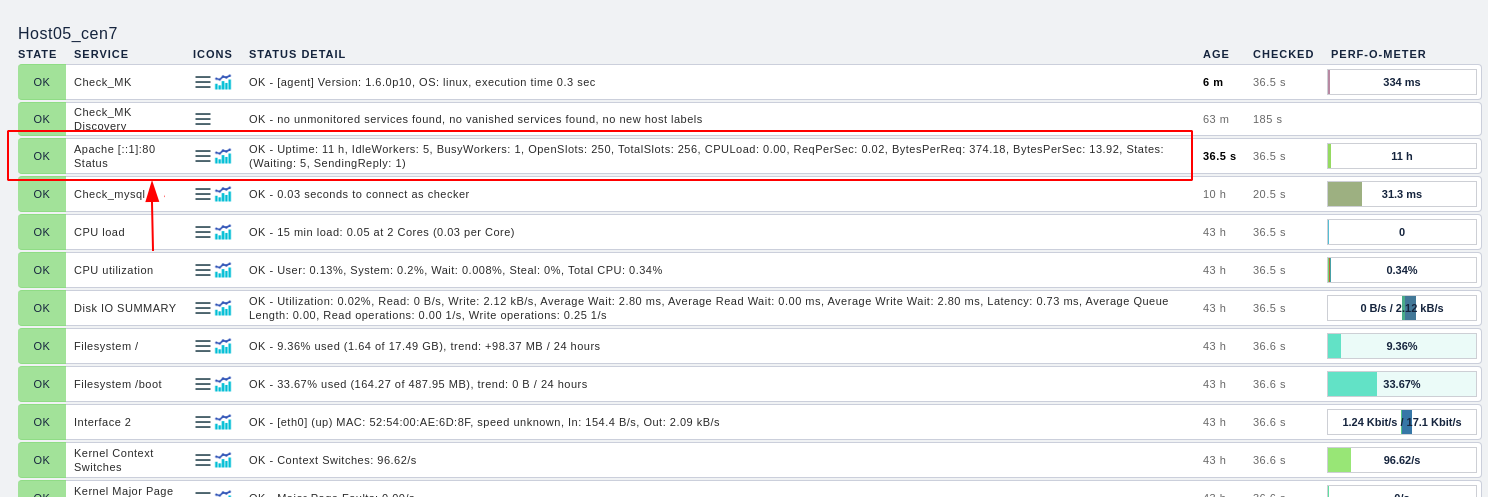 Host05_cen7
STATE SERVICE ICONS STATUS DETAIL AGE CHECKED PERF-O-METER
OK Check_MK OK - [agent] Version: 1.6.0p10, OS: linux, execution time 0.3 sec 6 m 36.5 s 334 ms
OK Check_MK Discovery OK - no unmonitored services found, no vanished services found, no new host labels 63 m 185 s
OK Apache [::1]:80 Status OK - Uptime: 11 h, IdleWorkers: 5, BusyWorkers: 1, OpenSlots: 250, TotalSlots: 256, CPULoad: 0.00, ReqPerSec: 0.02, BytesPerReq: 374.18, BytesPerSec: 13.92, States: (Waiting: 5, SendingReply: 1) 36.5 s 36.5 s 11 h
OK Check_mysql OK - 0.03 seconds to connect as checker 10 h 20.5 s 31.3 ms
OK CPU load OK - 15 min load: 0.05 at 2 Cores (0.03 per Core) 43 h 36.5 s 0
OK CPU utilization OK - User: 0.13%, System: 0.2%, Wait: 0.008%, Steal: 0%, Total CPU: 0.34% 43 h 36.5 s 0.34%
OK Disk IO SUMMARY OK - Utilization: 0.02%, Read: 0 B/s, Write: 2.12 kB/s, Average Wait: 2.80 ms, Average Read Wait: 0.00 ms, Average Write Wait: 2.80 ms, Latency: 0.73 ms, Average Queue Length: 0.00, Read operations: 0.00 1/s, Write operations: 0.25 1/s 43 h 36.5 s 0 B/s / 2.12 kB/s
OK Filesystem / OK - 9.36% used (1.64 of 17.49 GB), trend: +98.37 MB / 24 hours 43 h 36.6 s 9.36%
OK Filesystem /boot OK - 33.67% used (164.27 of 487.95 MB), trend: 0 B / 24 hours 43 h 36.6 s 33.67%
OK Interface 2 OK - [eth0] (up) MAC: 52:54:00:AE:6D:8F, speed unknown, In: 154.4 B/s, Out: 2.09 kB/s 43 h 36.6 s 1.24 Kbit/s / 17.1 Kbit/s
OK Kernel Context Switches OK - Context Switches: 96.62/s 43 h 36.6 s 96.62/s
OK Kernel Major Page OK - Major Page Faults: 0.00/s 43 h 36.6 s 0/s